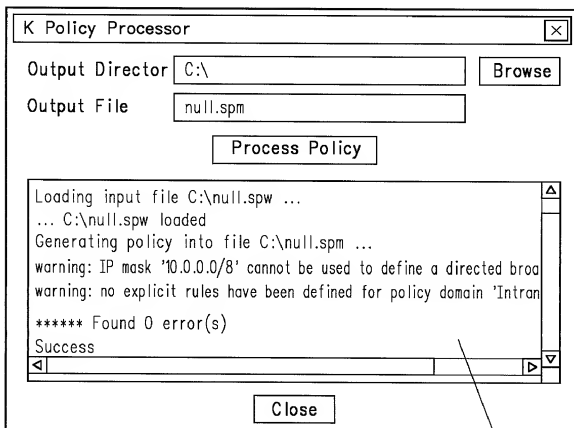 K Policy Processor
Output Director C:\ Browse
Output File null.spm
Process Policy
Loading input file C:\null.spw ...
... C:\null.spw loaded
Generating policy into file C:\null.spm ...
warning: IP mask '10.0.0.0/8' cannot be used to define a directed broa
warning: no explicit rules have been defined for policy domain 'Intran
****** Found 0 error(s)
Success
Close